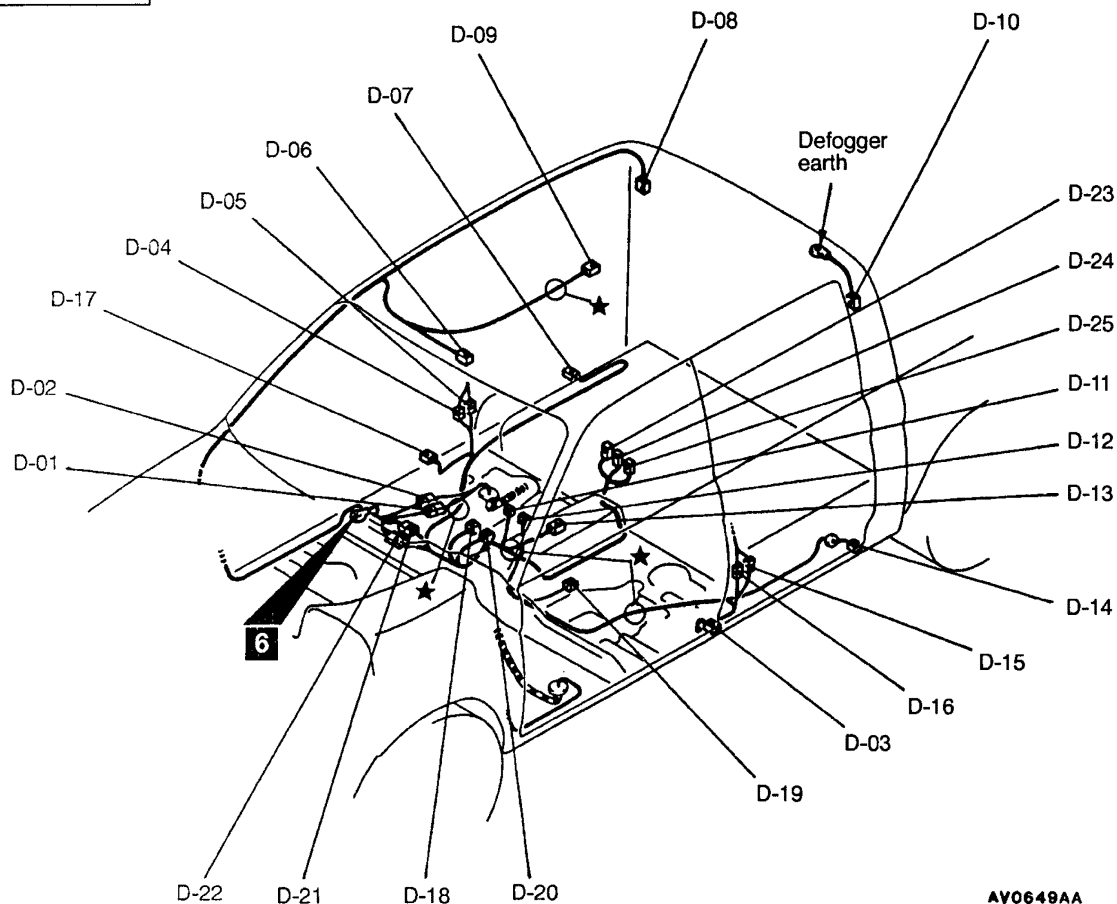 D-09
D-08
D-10
D-07
D-06
Defogger
earth
D-05
D-23
D-04
D-24
D-17
D-25
D-02
D-11
D-12
D-01
D-13
★
★
★
D-14
6
D-15
D-16
D-03
D-19
D-22
D-21
D-18
D-20
AV0649AA